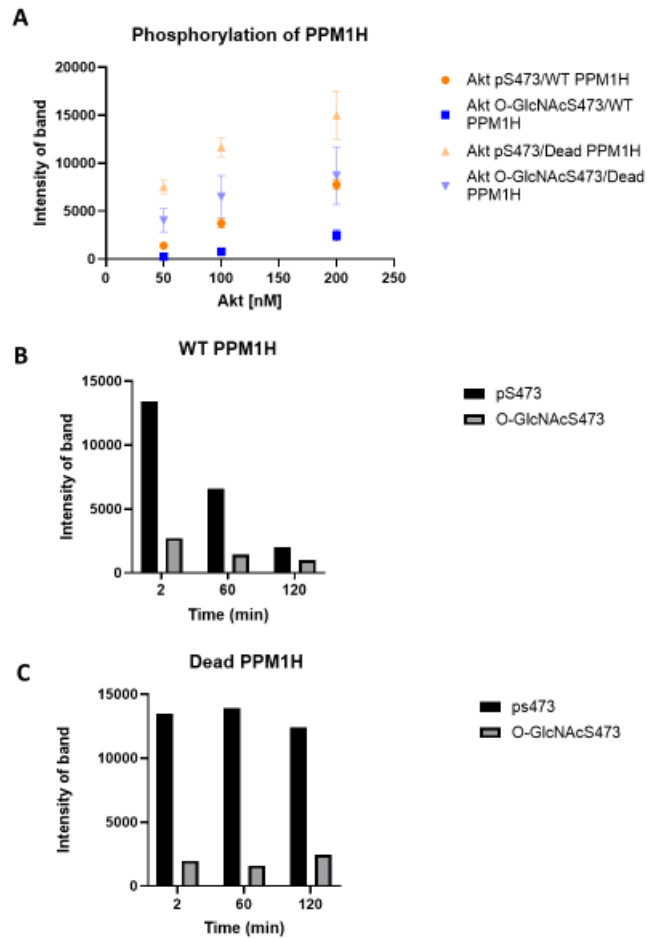 A
Phosphorylation of PPM1H
20000
15000
10000
5000
0
Intensity of band
0 50 100 150 200 250
Akt [nM]
Akt pS473/WT PPM1H
Akt O-GlcNAcS473/WT
PPM1H
Akt pS473/Dead PPM1H
Akt O-GlcNAcS473/Dead
PPM1H
B
WT PPM1H
15000
10000
5000
0
Intensity of band
2 60 120
Time (min)
pS473
O-GlcNAcS473
C
Dead PPM1H
15000
10000
5000
0
Intensity of band
2 60 120
Time (min)
ps473
O-GlcNAcS473